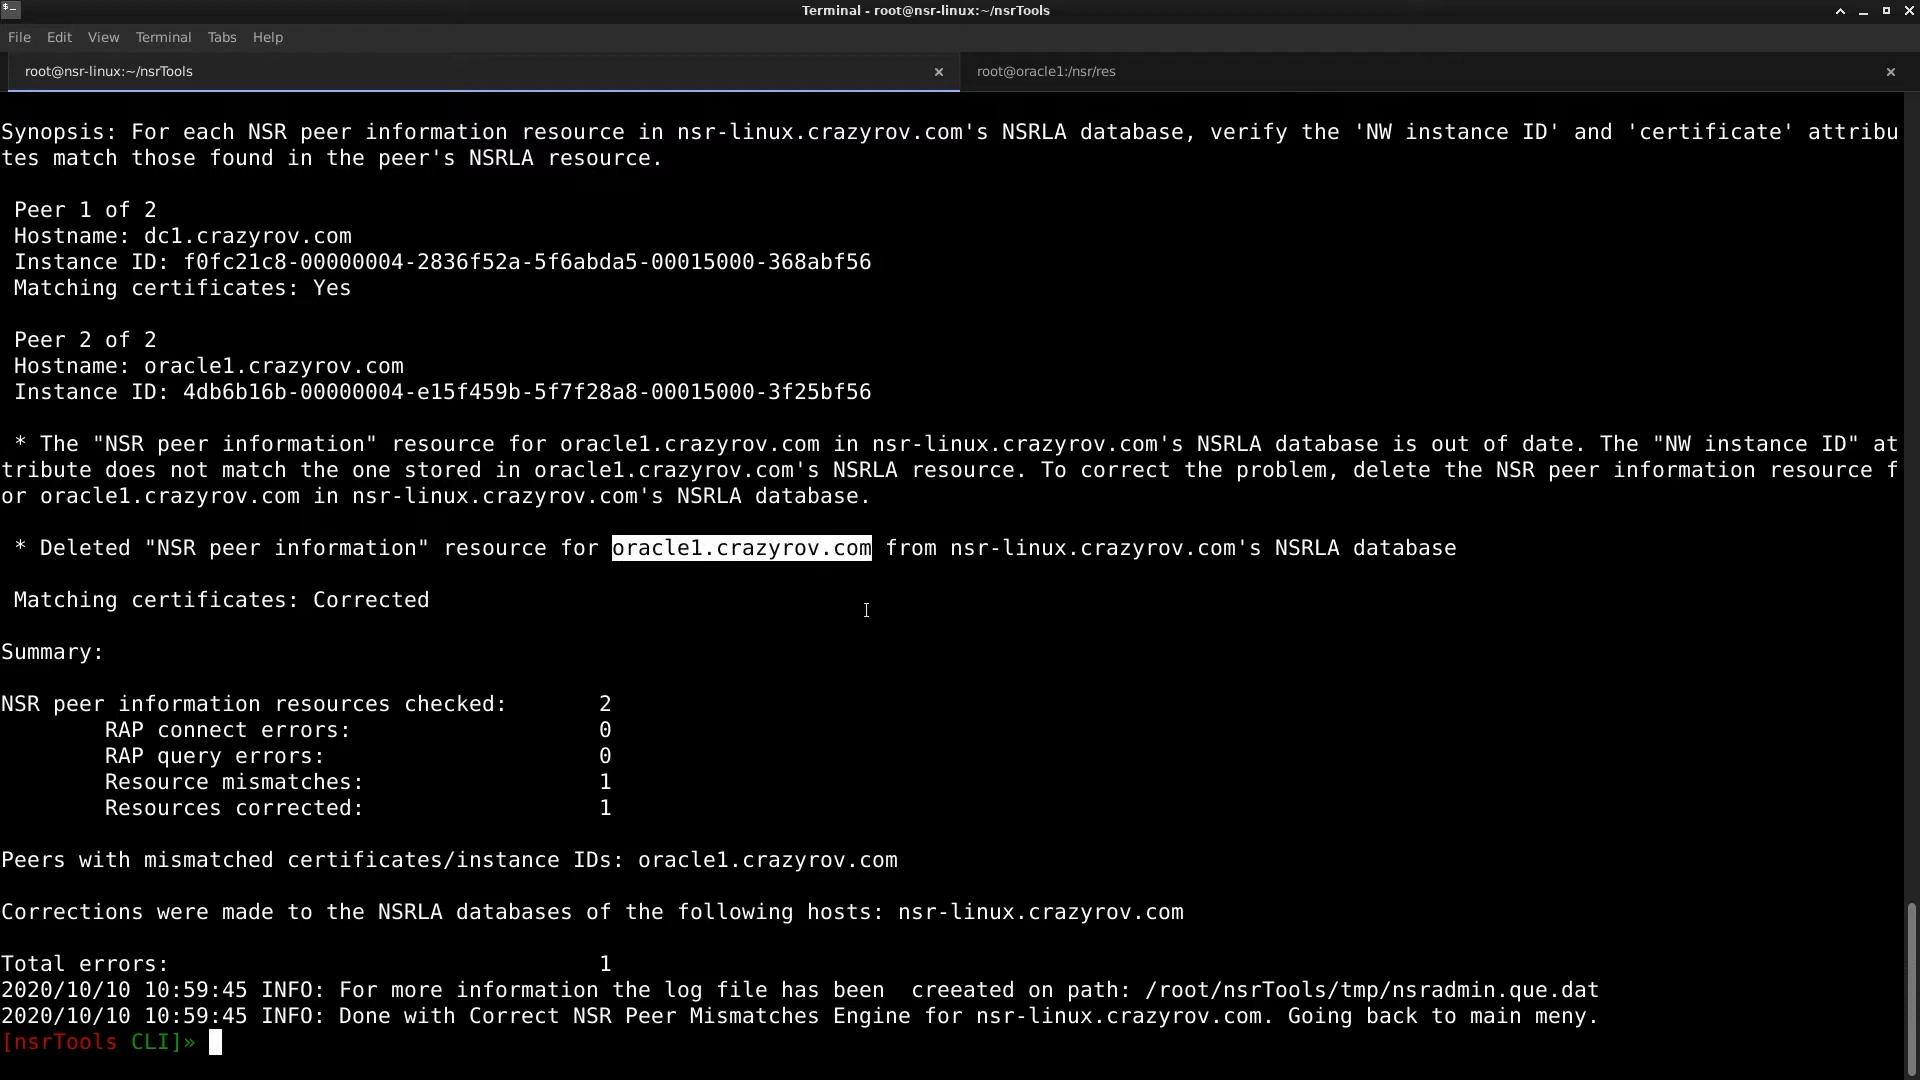 Terminal - root@nsr-linux:~/nsrTools
File Edit View Terminal Tabs Help
root@nsr-linux:~/nsrTools
root@oracle1:/nsr/res
Synopsis: For each NSR peer information resource in nsr-linux.crazyrov.com's NSRLA database, verify the 'NW instance ID' and 'certificate' attribu
tes match those found in the peer's NSRLA resource.
Peer 1 of 2
Hostname: dc1.crazyrov.com
Instance ID: f0fc21c8-00000004-2836f52a-5f6abda5-00015000-368abf56
Matching certificates: Yes
Peer 2 of 2
Hostname: oracle1.crazyrov.com
Instance ID: 4db6b16b-00000004-e15f459b-5f7f28a8-00015000-3f25bf56
* The "NSR peer information" resource for oracle1.crazyrov.com in nsr-linux.crazyrov.com's NSRLA database is out of date. The "NW instance ID" at
tribute does not match the one stored in oracle1.crazyrov.com's NSRLA resource. To correct the problem, delete the NSR peer information resource f
or oracle1.crazyrov.com in nsr-linux.crazyrov.com's NSRLA database.
* Deleted "NSR peer information" resource for oracle1.crazyrov.com from nsr-linux.crazyrov.com's NSRLA database
Matching certificates: Corrected
Summary:
NSR peer information resources checked: 2
RAP connect errors: 0
RAP query errors: 0
Resource mismatches: 1
Resources corrected: 1
Peers with mismatched certificates/instance IDs: oracle1.crazyrov.com
Corrections were made to the NSRLA databases of the following hosts: nsr-linux.crazyrov.com
Total errors: 1
2020/10/10 10:59:45 INFO: For more information the log file has been  creeated on path: /root/nsrTools/tmp/nsradmin.que.dat
2020/10/10 10:59:45 INFO: Done with Correct NSR Peer Mismatches Engine for nsr-linux.crazyrov.com. Going back to main meny.
[nsrTools CLI]»